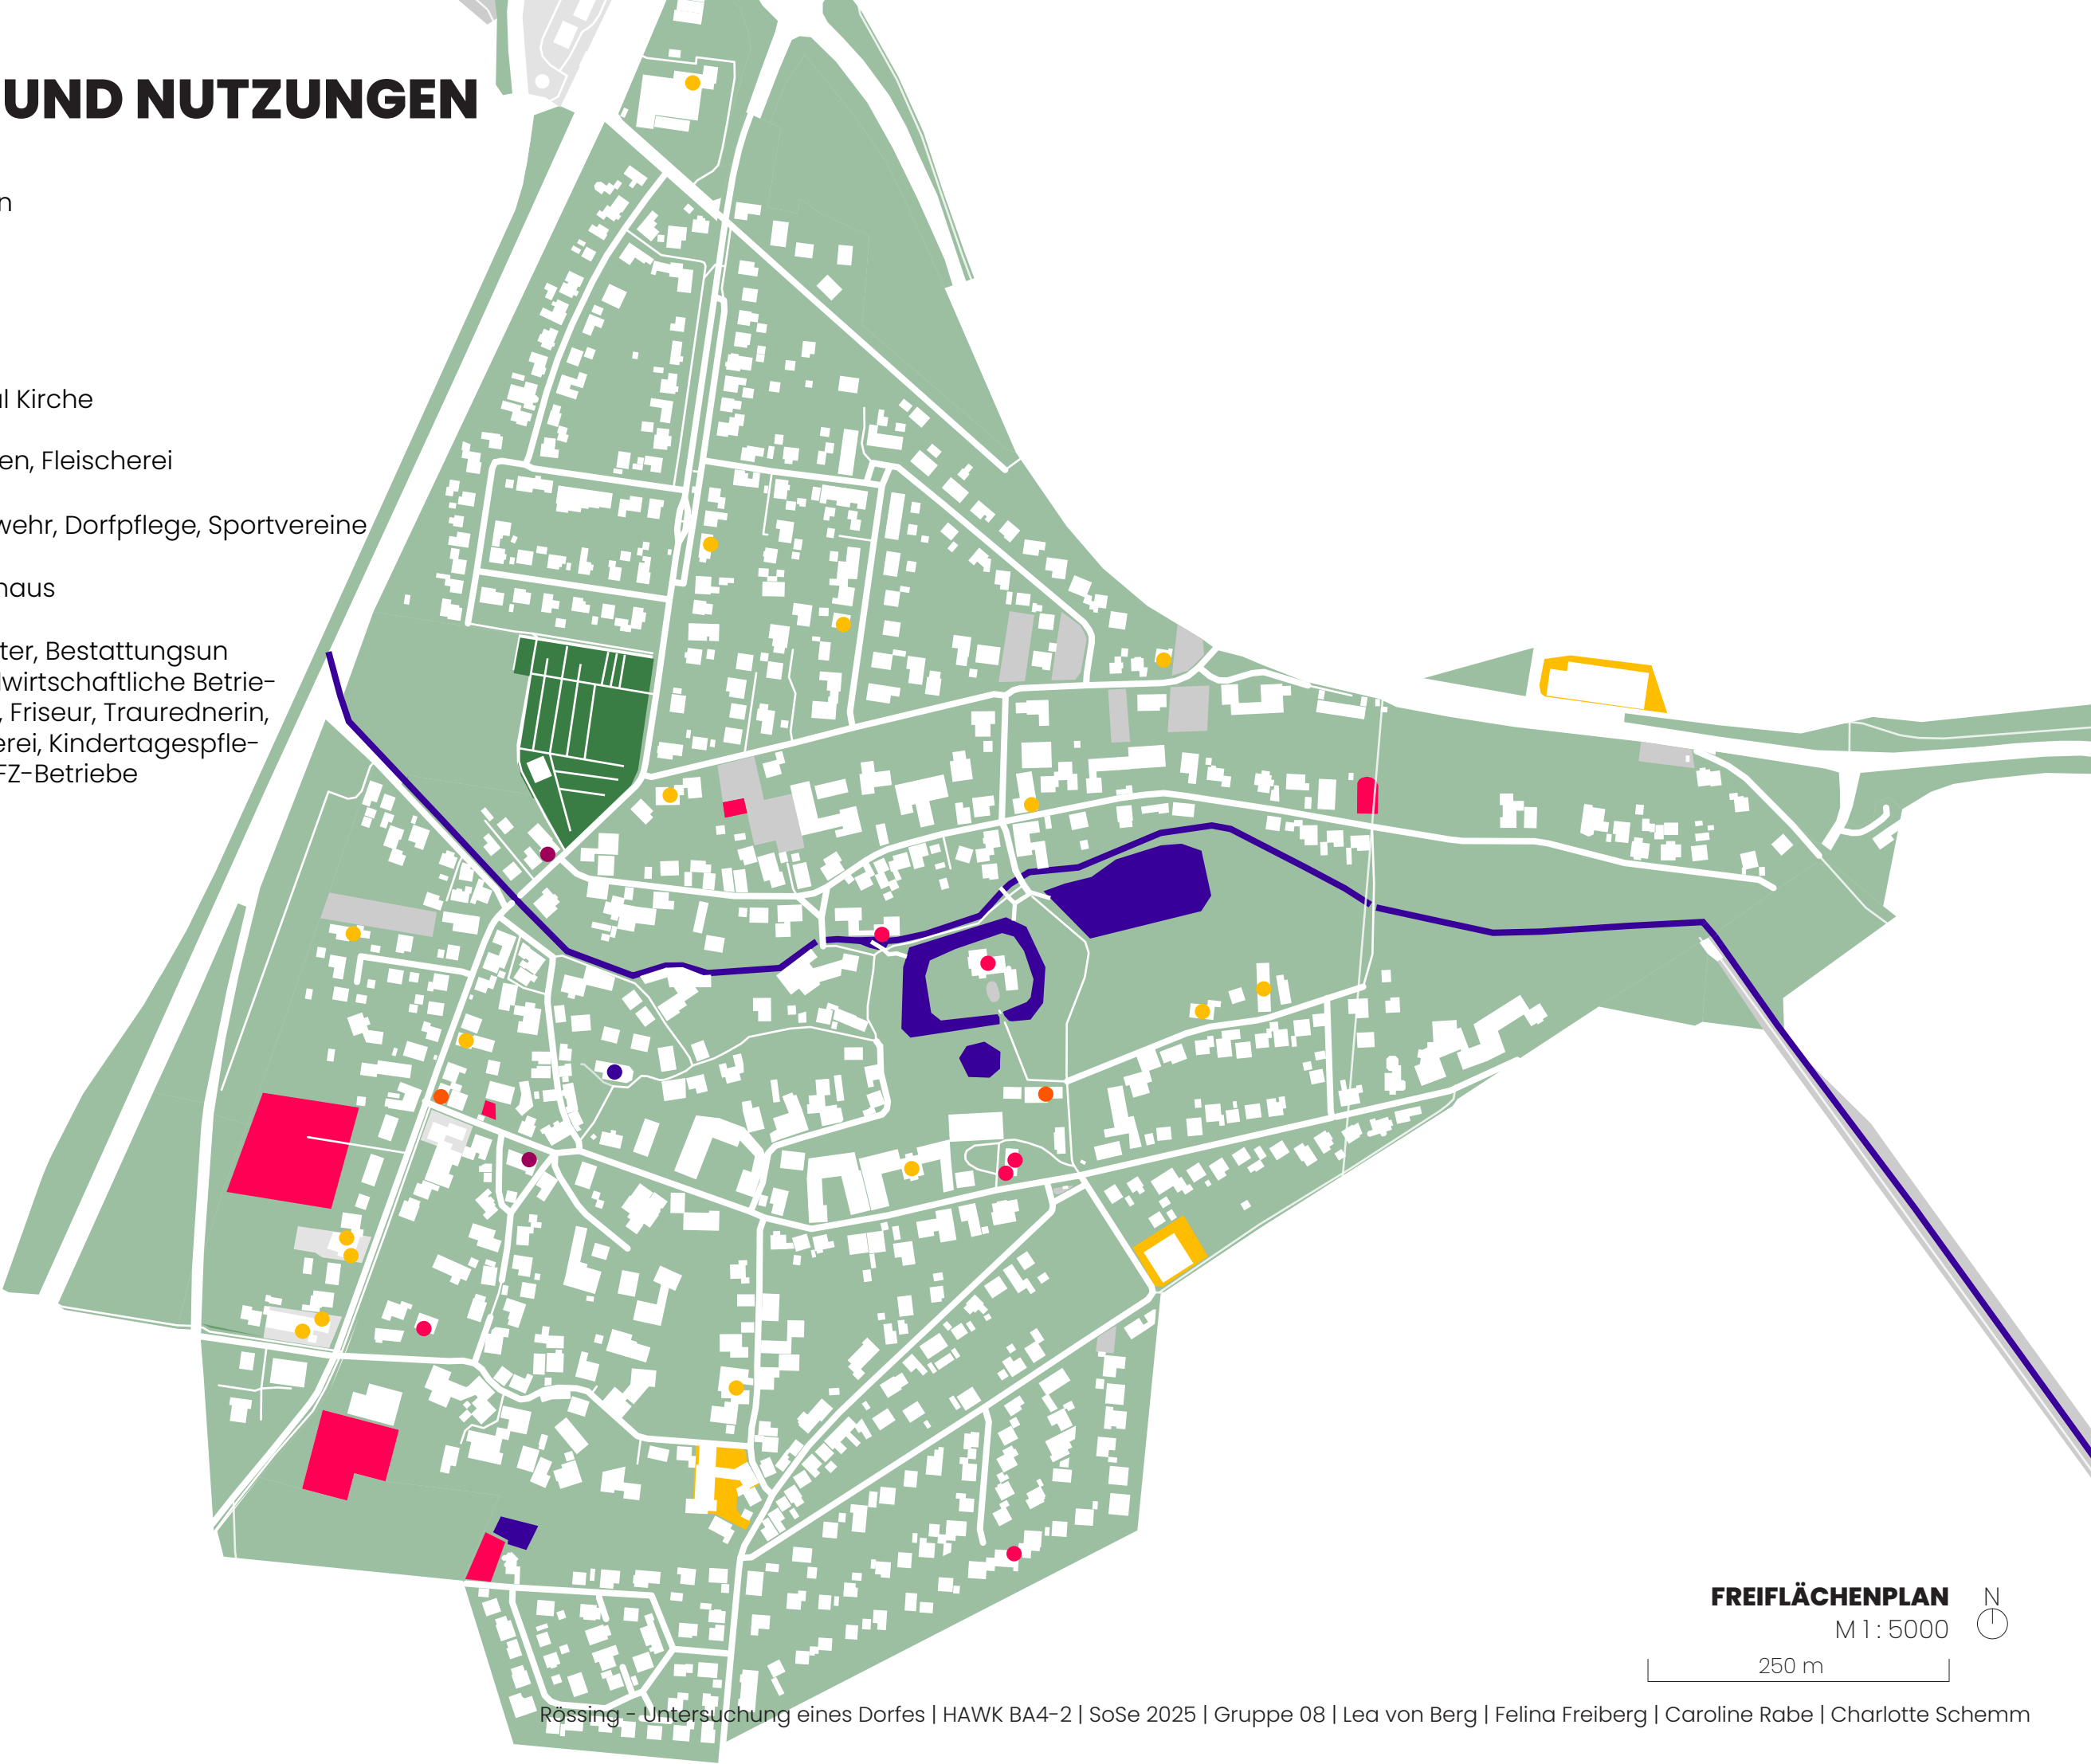 UND NUTZUNGEN
n
l Kirche
en, Fleischerei
wehr, Dorfpflege, Sportvereine
haus
ter, Bestattungsun
dwirtschaftliche Betrie-
, Friseur, Traurednerin,
erei, Kindertagespfle-
FZ-Betriebe
FREIFLÄCHENPLAN
N
M 1 : 5000
250 m
Rössing - Untersuchung eines Dorfes | HAWK BA4-2 | SoSe 2025 | Gruppe 08 | Lea von Berg | Felina Freiberg | Caroline Rabe | Charlotte Schemm